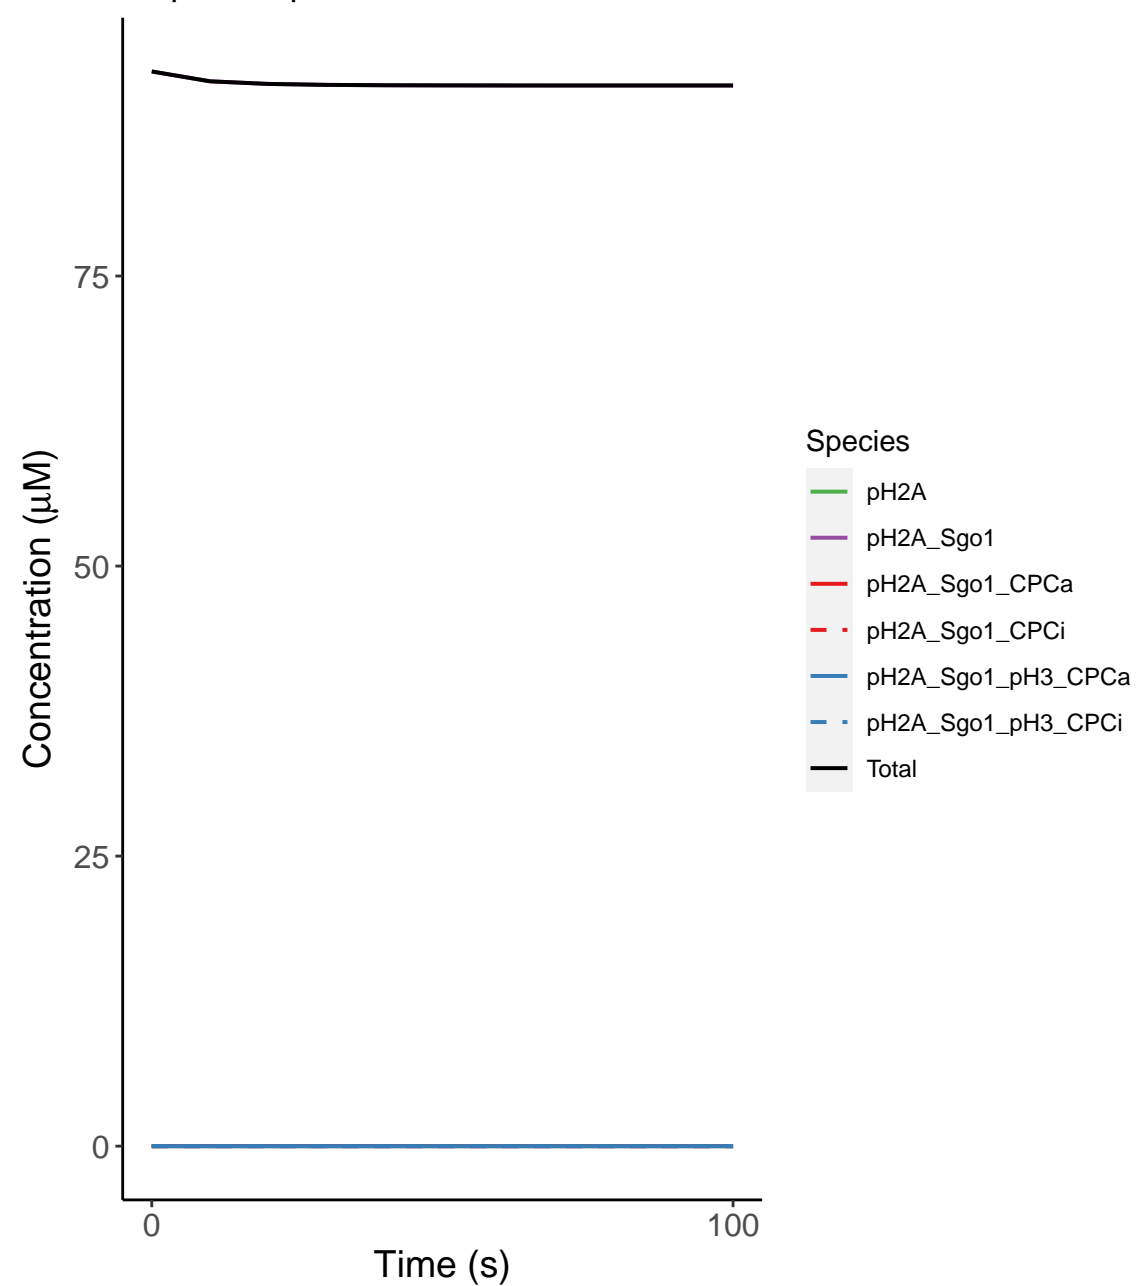 75
50
25
0
0
100
Time (s)
Concentration (μM)
Species
pH2A
pH2A_Sgo1
pH2A_Sgo1_CPCa
pH2A_Sgo1_CPCi
pH2A_Sgo1_pH3_CPCa
pH2A_Sgo1_pH3_CPCi
Total